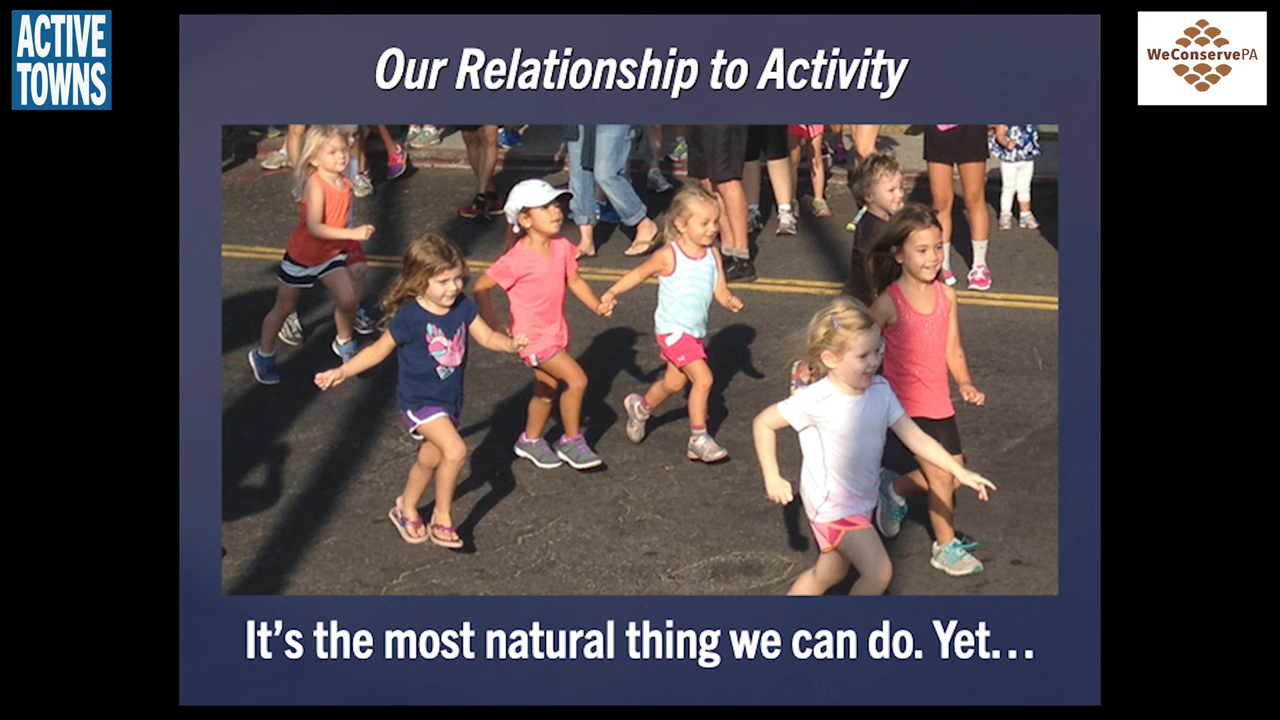 ACTIVE
TOWNS
Our Relationship to Activity
WeConservePA
It's the most natural thing we can do. Yet…